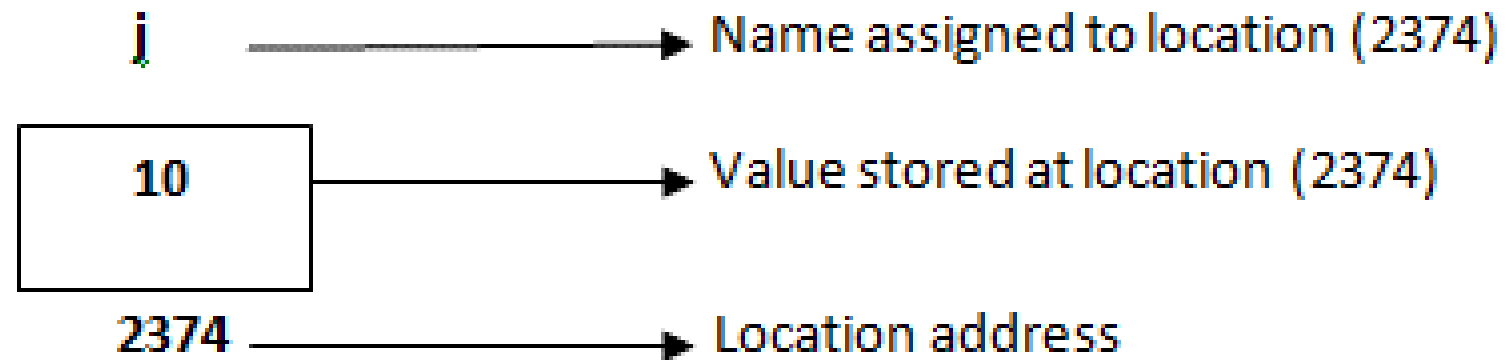 j Name assigned to location (2374)
10 Value stored at location (2374)
2374 Location address